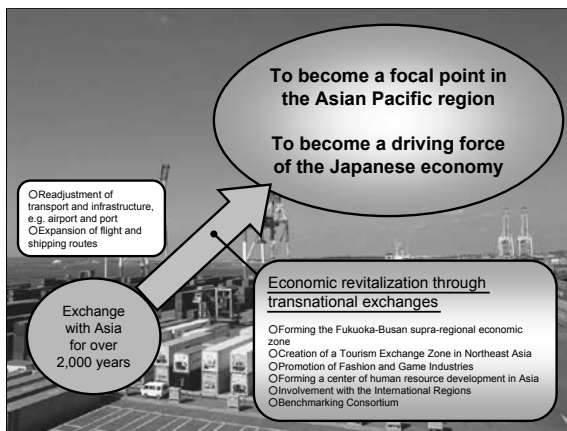 To become a focal point in
the Asian Pacific region
To become a driving force
of the Japanese economy
○Readjustment of
transport and infrastructure,
e.g. airport and port
○Expansion of flight and
shipping routes
Exchange
with Asia
for over
2,000 years
Economic revitalization through
transnational exchanges
○Forming the Fukuoka-Busan supra-regional economic
zone
○Creation of a Tourism Exchange Zone in Northeast Asia
○Promotion of Fashion and Game Industries
○Forming a center of human resource development in Asia
○Involvement with the International Regions
○Benchmarking Consortium